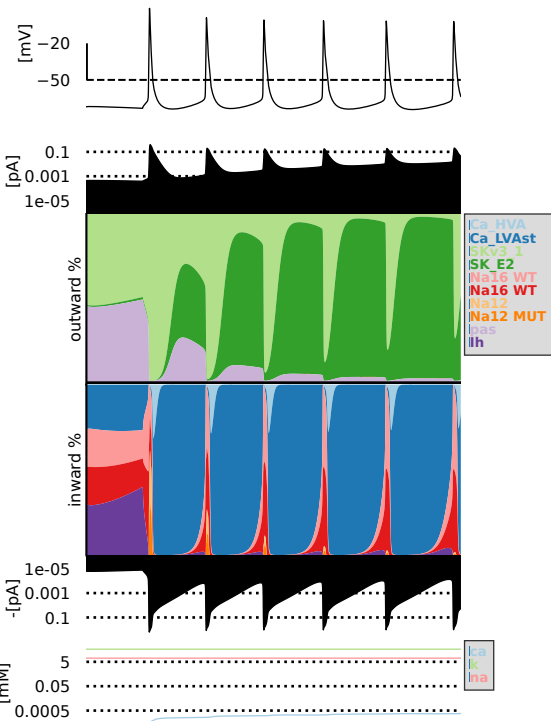 [mV]
−20
−50
[pA]
0.1
0.001
1e-05
outward %
Ca_HVA
Ca_LVAst
SKv3_1
SK_E2
Na16 WT
Na16 WT
Na12
Na12 MUT
pas
Ih
inward %
-[pA]
1e-05
0.001
0.1
[mM]
5
0.05
0.0005
ca
k
na